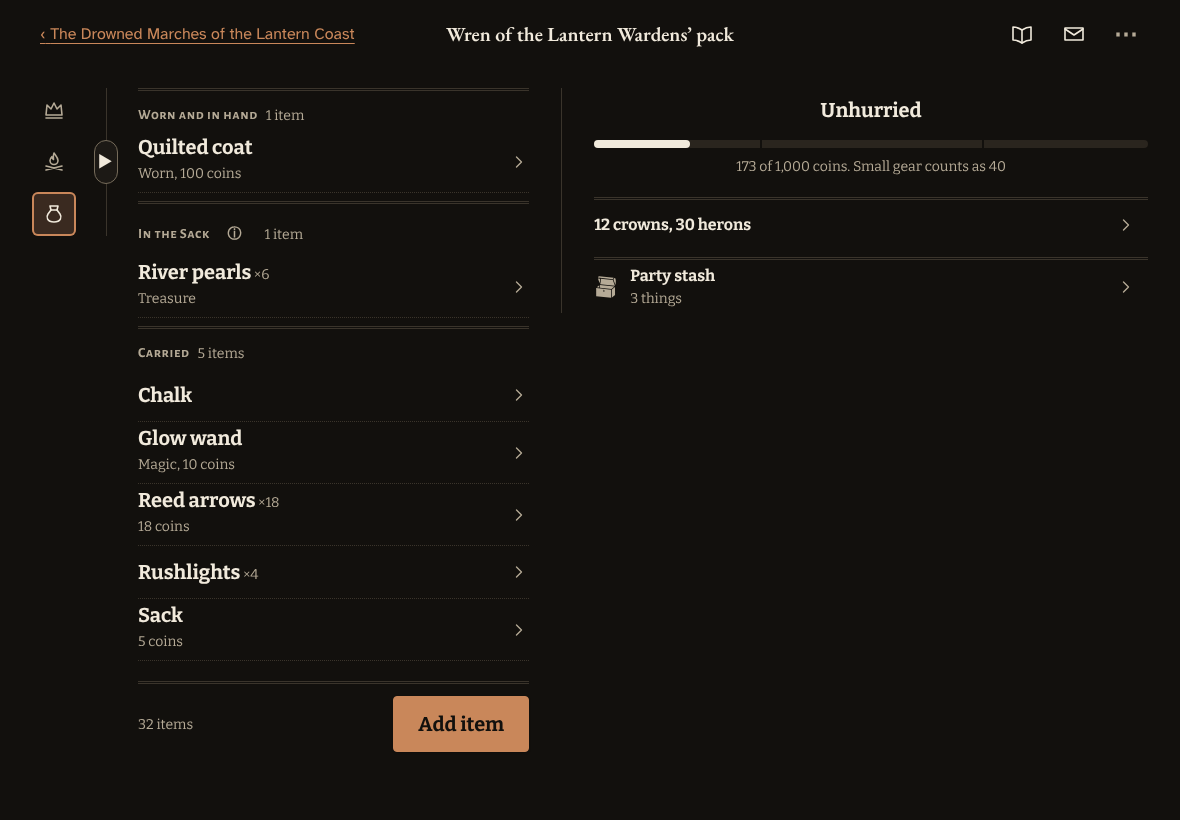 ‹ The Drowned Marches of the Lantern Coast
Wren of the Lantern Wardens’ pack
Worn and in hand 1 item
Quilted coat
Worn, 100 coins
In the Sack 1 item
River pearls ×6
Treasure
Carried 5 items
Chalk
Glow wand
Magic, 10 coins
Reed arrows ×18
18 coins
Rushlights ×4
Sack
5 coins
32 items
Add item
Unhurried
173 of 1,000 coins. Small gear counts as 40
12 crowns, 30 herons
Party stash
3 things